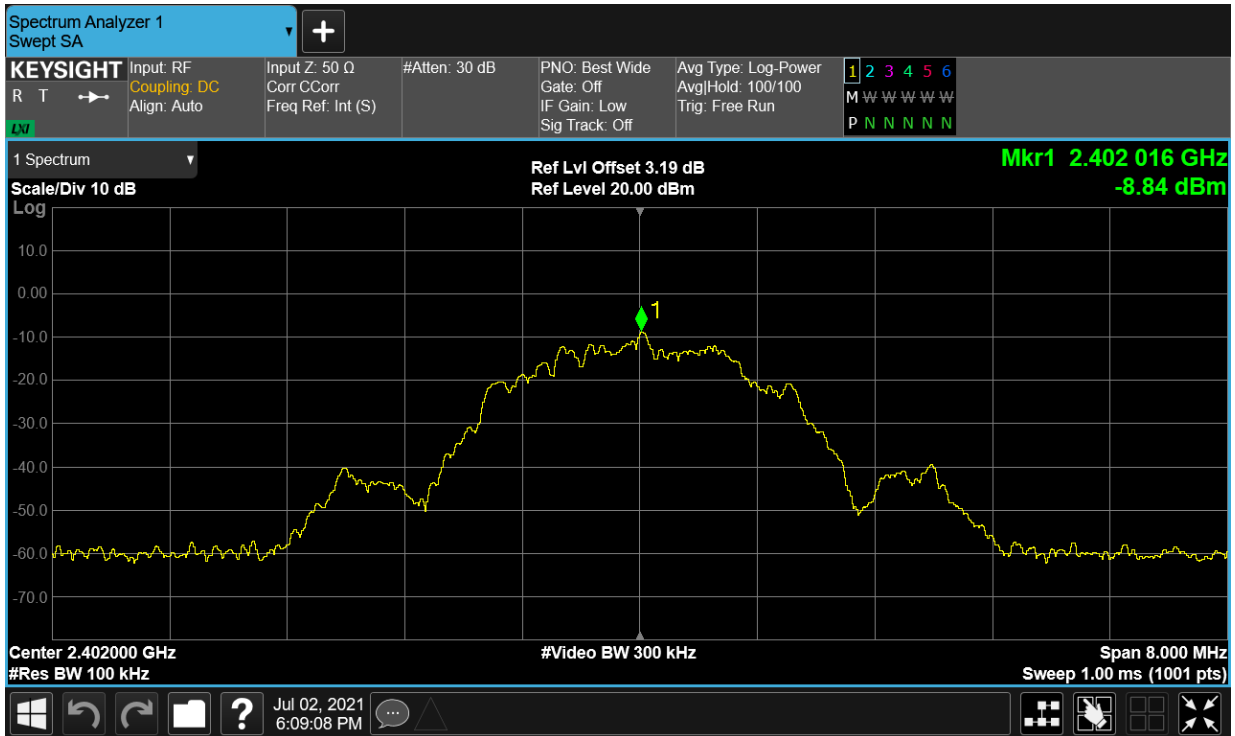 Spectrum Analyzer 1
Swept SA
KEYSIGHT
R T
LXI
Input: RF
Coupling: DC
Align: Auto
Input Z: 50 Ω
Corr CCorr
Freq Ref: Int (S)
#Atten: 30 dB
PNO: Best Wide
Gate: Off
IF Gain: Low
Sig Track: Off
Avg Type: Log-Power
Avg|Hold: 100/100
Trig: Free Run
1 2 3 4 5 6
M W W W W W
P N N N N N
1 Spectrum
Scale/Div 10 dB
Log
Ref Lvl Offset 3.19 dB
Ref Level 20.00 dBm
Mkr1 2.402 016 GHz
-8.84 dBm
10.0
0.00
1
-10.0
-20.0
-30.0
-40.0
-50.0
-60.0
-70.0
Center 2.402000 GHz
#Video BW 300 kHz
Span 8.000 MHz
#Res BW 100 kHz
Sweep 1.00 ms (1001 pts)
?
Jul 02, 2021
6:09:08 PM